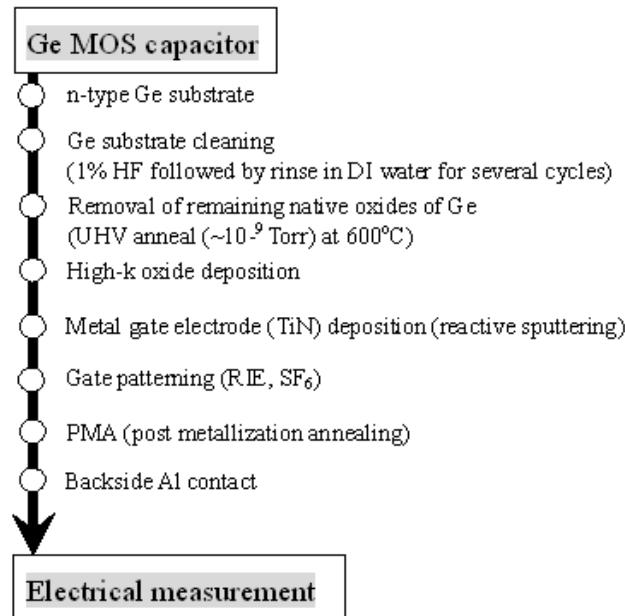 Ge MOS capacitor
n-type Ge substrate
Ge substrate cleaning
(1% HF followed by rinse in DI water for several cycles)
Removal of remaining native oxides of Ge
(UHV anneal (~10-⁹ Torr) at 600°C)
High-k oxide deposition
Metal gate electrode (TiN) deposition (reactive sputtering)
Gate patterning (RIE, SF₆)
PMA (post metallization annealing)
Backside Al contact
Electrical measurement